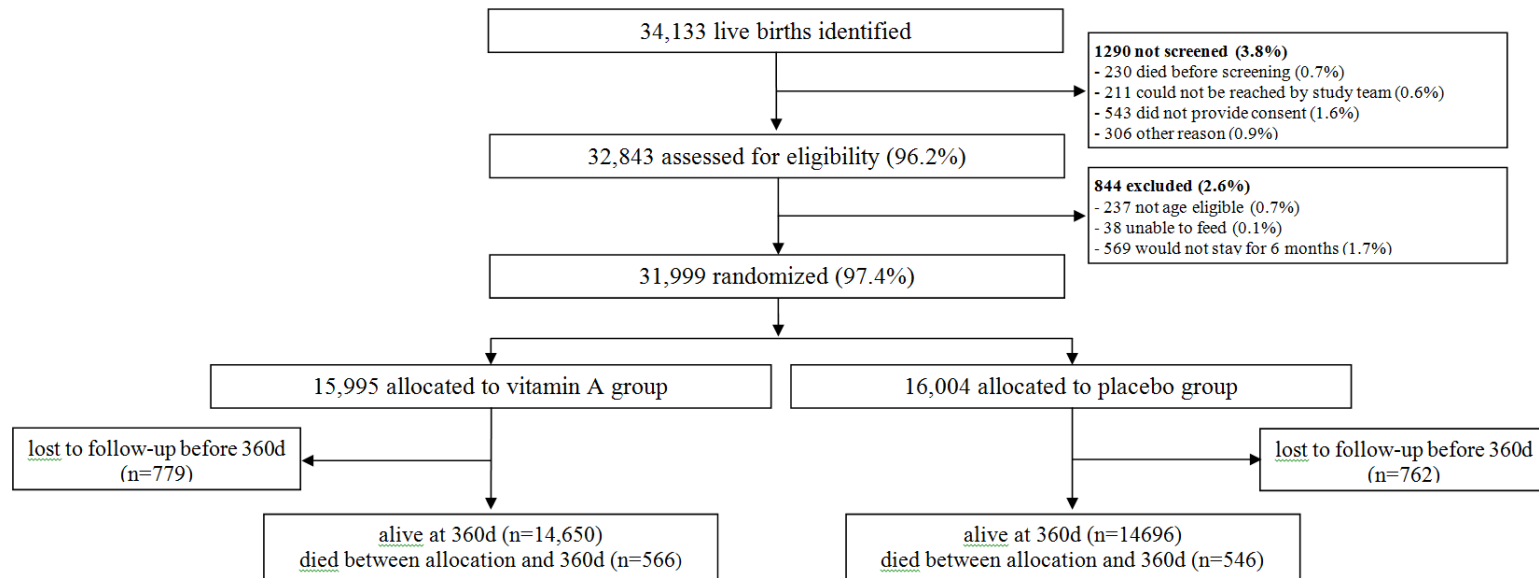 34,133 live births identified
1290 not screened (3.8%)
- 230 died before screening (0.7%)
- 211 could not be reached by study team (0.6%)
- 543 did not provide consent (1.6%)
- 306 other reason (0.9%)
32,843 assessed for eligibility (96.2%)
844 excluded (2.6%)
- 237 not age eligible (0.7%)
- 38 unable to feed (0.1%)
- 569 would not stay for 6 months (1.7%)
31,999 randomized (97.4%)
15,995 allocated to vitamin A group
16,004 allocated to placebo group
lost to follow-up before 360d
(n=779)
lost to follow-up before 360d
(n=762)
alive at 360d (n=14,650)
died between allocation and 360d (n=566)
alive at 360d (n=14696)
died between allocation and 360d (n=546)